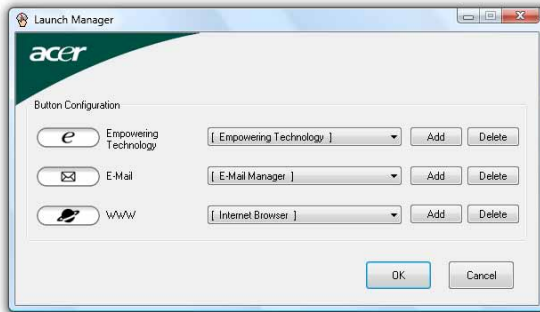 Launch Manager
acer
Button Configuration
e Empowering Technology [ Empowering Technology ] Add Delete
E-Mail [ E-Mail Manager ] Add Delete
WWW [ Internet Browser ] Add Delete
OK Cancel